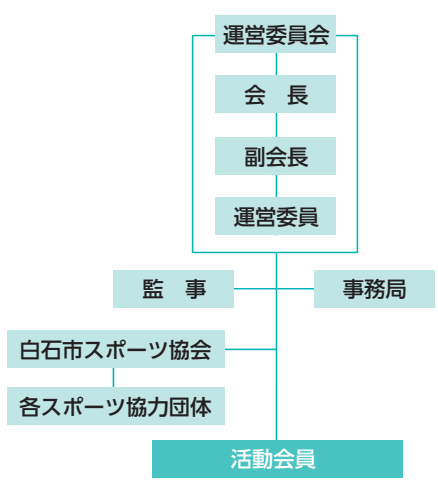 運営委員会
会　長
副会長
運営委員
監　事
事務局
白石市スポーツ協会
各スポーツ協力団体
活動会員